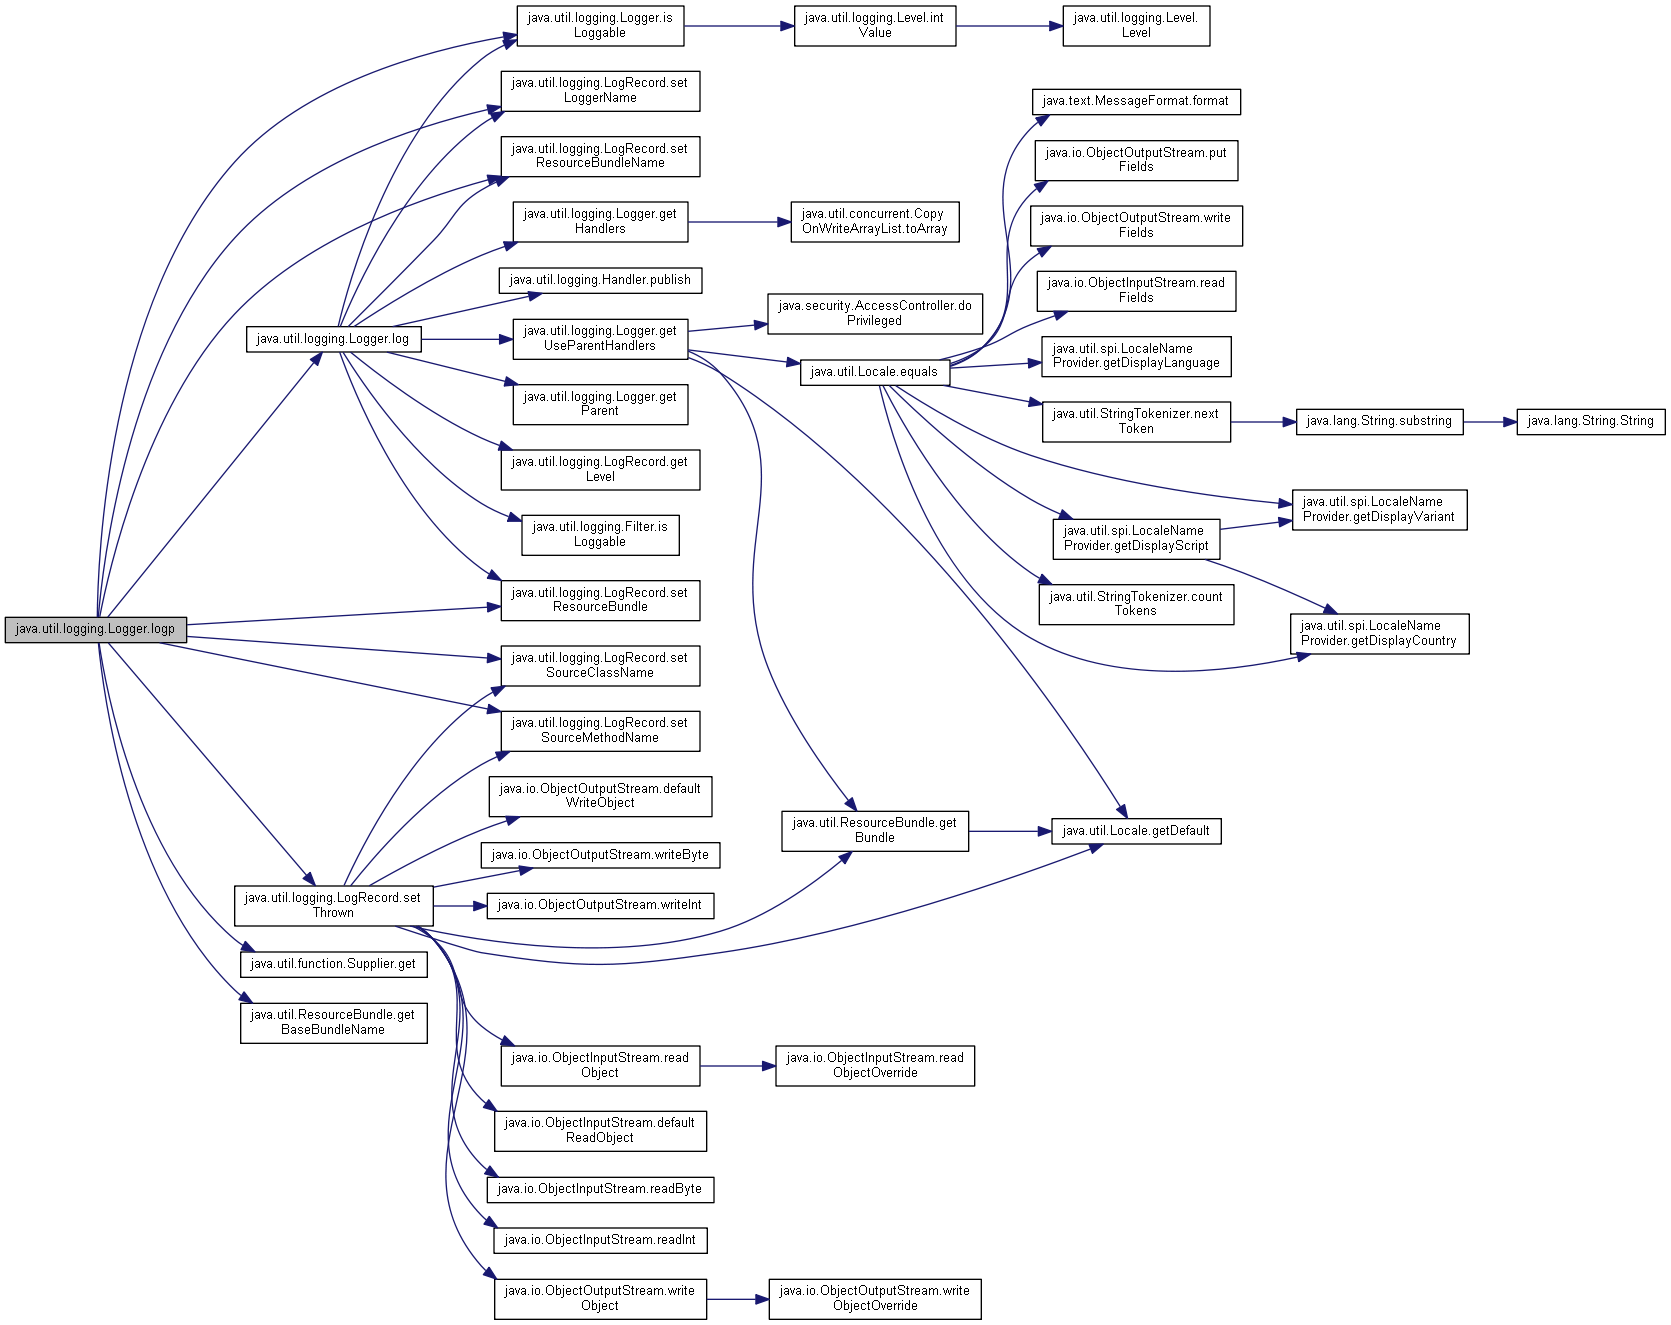 java.util.logging.Logger.logp
java.util.logging.Logger.log
java.util.logging.LogRecord.set
Thrown
java.util.function.Supplier.get
java.util.ResourceBundle.get
BaseBundleName
java.util.logging.Logger.is
Loggable
java.util.logging.LogRecord.set
LoggerName
java.util.logging.LogRecord.set
ResourceBundleName
java.util.logging.Logger.get
Handlers
java.util.logging.Handler.publish
java.util.logging.Logger.get
UseParentHandlers
java.util.logging.Logger.get
Parent
java.util.logging.LogRecord.get
Level
java.util.logging.Filter.is
Loggable
java.util.logging.LogRecord.set
ResourceBundle
java.util.logging.LogRecord.set
SourceClassName
java.util.logging.LogRecord.set
SourceMethodName
java.io.ObjectOutputStream.default
WriteObject
java.io.ObjectOutputStream.writeByte
java.io.ObjectOutputStream.writeInt
java.io.ObjectInputStream.read
Object
java.io.ObjectInputStream.default
ReadObject
java.io.ObjectInputStream.readByte
java.io.ObjectInputStream.readInt
java.io.ObjectOutputStream.write
Object
java.util.logging.Level.int
Value
java.util.concurrent.Copy
OnWriteArrayList.toArray
java.security.AccessController.do
Privileged
java.util.Locale.equals
java.util.ResourceBundle.get
Bundle
java.io.ObjectInputStream.read
ObjectOverride
java.io.ObjectOutputStream.write
ObjectOverride
java.util.logging.Level.
Level
java.text.MessageFormat.format
java.io.ObjectOutputStream.put
Fields
java.io.ObjectOutputStream.write
Fields
java.io.ObjectInputStream.read
Fields
java.util.spi.LocaleName
Provider.getDisplayLanguage
java.util.StringTokenizer.next
Token
java.util.spi.LocaleName
Provider.getDisplayScript
java.util.StringTokenizer.count
Tokens
java.util.Locale.getDefault
java.lang.String.substring
java.util.spi.LocaleName
Provider.getDisplayVariant
java.util.spi.LocaleName
Provider.getDisplayCountry
java.lang.String.String